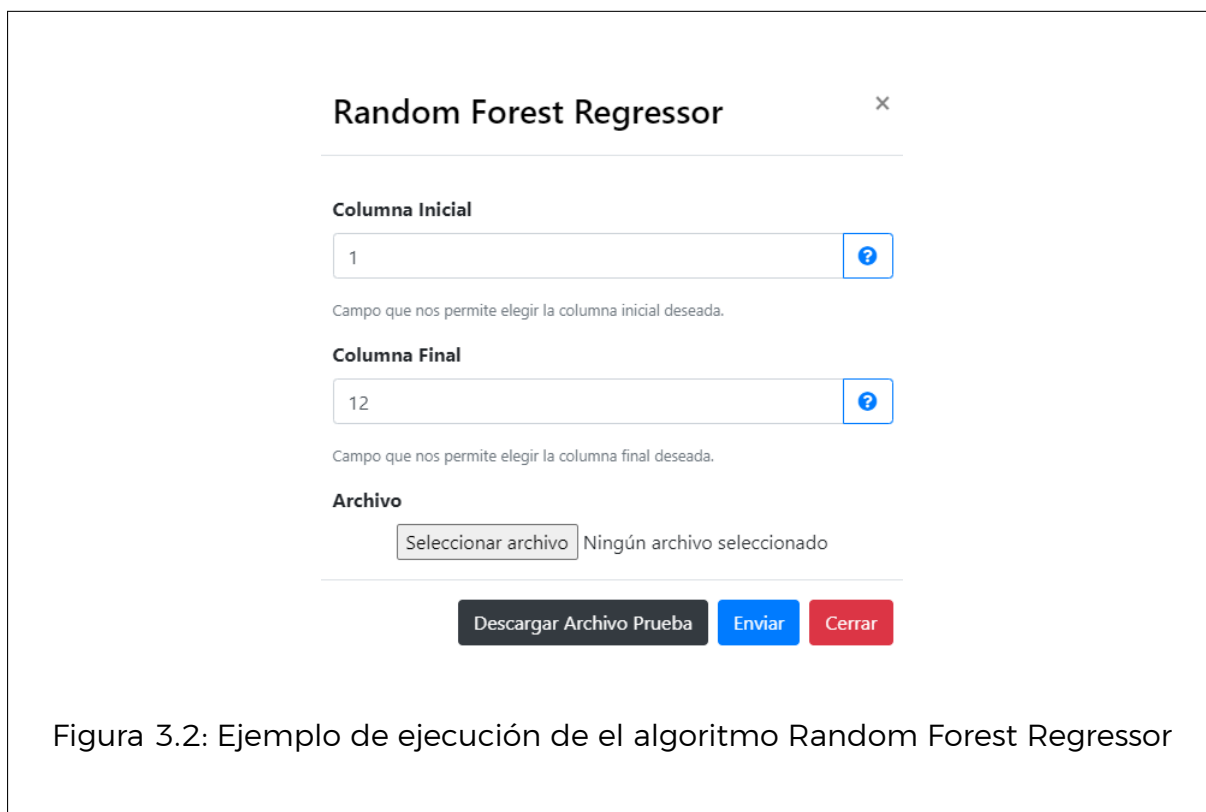 Random Forest Regressor
×
Columna Inicial
1
Campo que nos permite elegir la columna inicial deseada.
Columna Final
12
Campo que nos permite elegir la columna final deseada.
Archivo
Seleccionar archivo Ningún archivo seleccionado
Descargar Archivo Prueba Enviar Cerrar
Figura 3.2: Ejemplo de ejecución de el algoritmo Random Forest Regressor